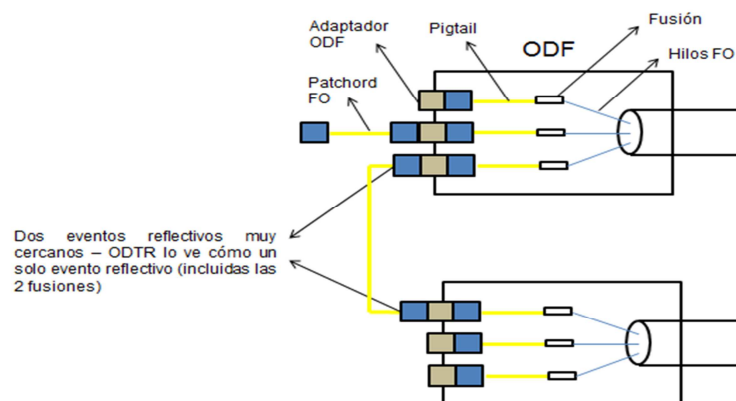 Adaptador
ODF
Pigtail
ODF
Fusión
Hilos FO
Patchord
FO
Dos eventos reflectivos muy
cercanos – ODTR lo ve cómo un
solo evento reflectivo (incluidas las
2 fusiones)